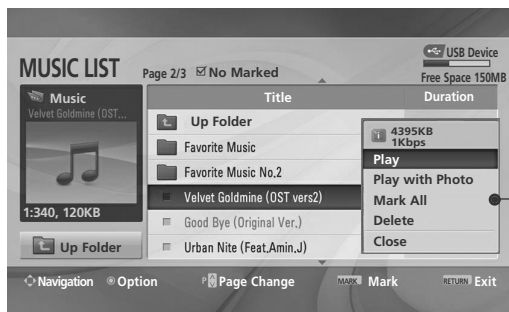 USB Device
MUSIC LIST Page 2/3 No Marked
Free Space 150MB
Music
Velvet Goldmine (OST...
1:340, 120KB
Up Folder
Title Duration
Up Folder
Favorite Music
Favorite Music No.2
Velvet Goldmine (OST vers2)
Good Bye (Original Ver.)
Urban Nite (Feat.Amin.J)
4395KB
1Kbps
Play
Play with Photo
Mark All
Delete
Close
Navigation Option P Page Change MARK Mark RETURN Exit